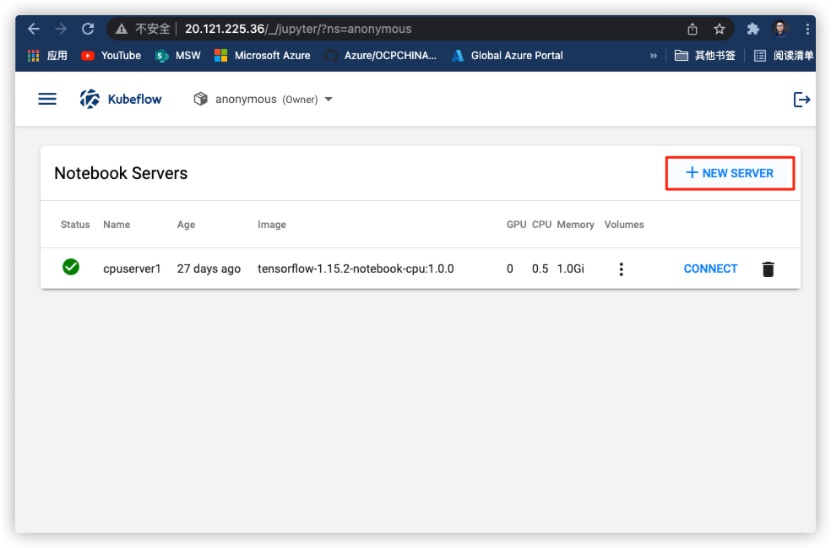 不安全 | 20.121.225.36/_/jupyter/?ns=anonymous
应用 YouTube MSW Microsoft Azure Azure/OCPCHINA... Global Azure Portal » 其他书签 阅读清单
Kubeflow anonymous (Owner)
Notebook Servers + NEW SERVER
Status Name Age Image GPU CPU Memory Volumes
cpuserver1 27 days ago tensorflow-1.15.2-notebook-cpu:1.0.0 0 0.5 1.0Gi CONNECT